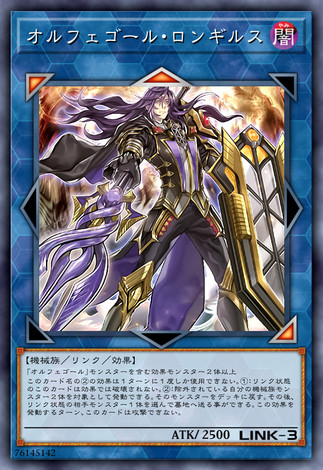 オルフェゴール・ロンギルス
やみ
闇
【機械族／リンク／効果】
「オルフェゴール」モンスターを含む効果モンスター２体以上
このカード名の②の効果は１ターンに１度しか使用できない。①:リンク状態
のこのカードは効果では破壊されない。②:除外されている自分の機械族モン
スター２体を対象として発動できる。そのモンスターをデッキに戻す。その後、
リンク状態の相手モンスター１体を選んで墓地へ送る事ができる。この効果を
発動するターン、このカードは攻撃できない。
ATK/ 2500 LINK-3
76145142